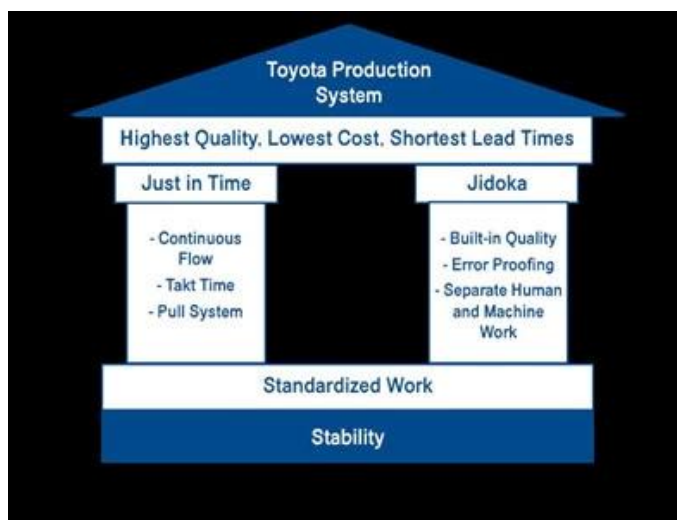 Toyota Production
System
Highest Quality, Lowest Cost, Shortest Lead Times
Just in Time
- Continuous
Flow
- Takt Time
- Pull System
Jidoka
- Built-in Quality
- Error Proofing
- Separate Human
and Machine
Work
Standardized Work
Stability